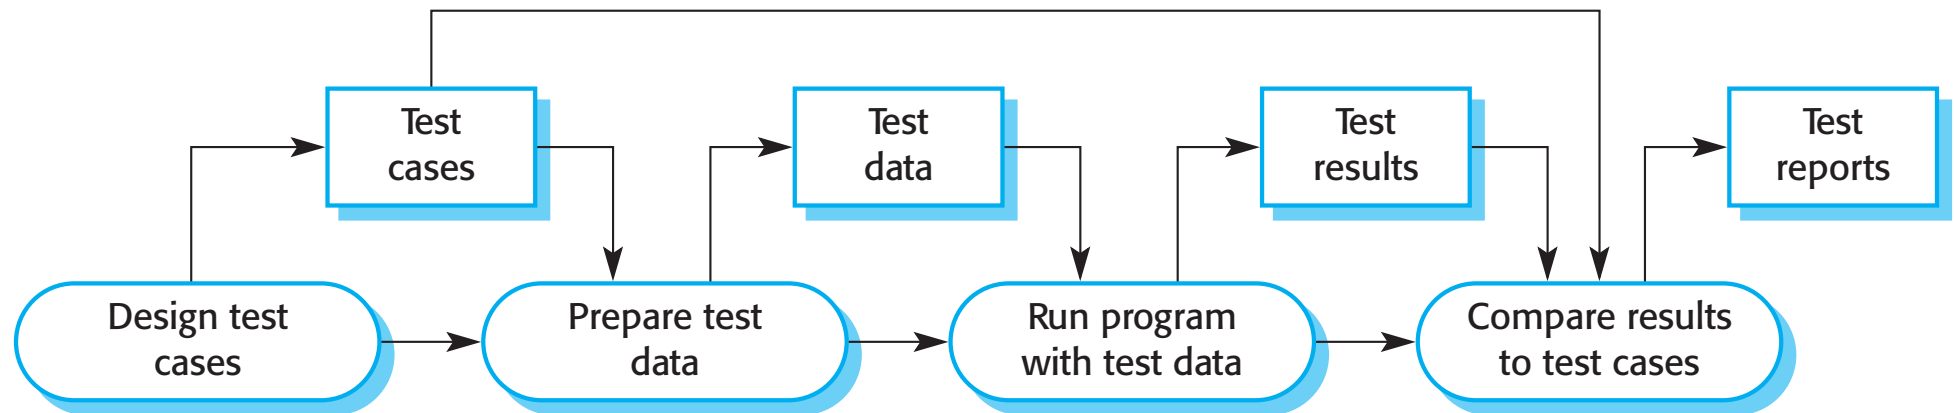 Test
cases
Test
data
Test
results
Test
reports
Design test
cases
Prepare test
data
Run program
with test data
Compare results
to test cases